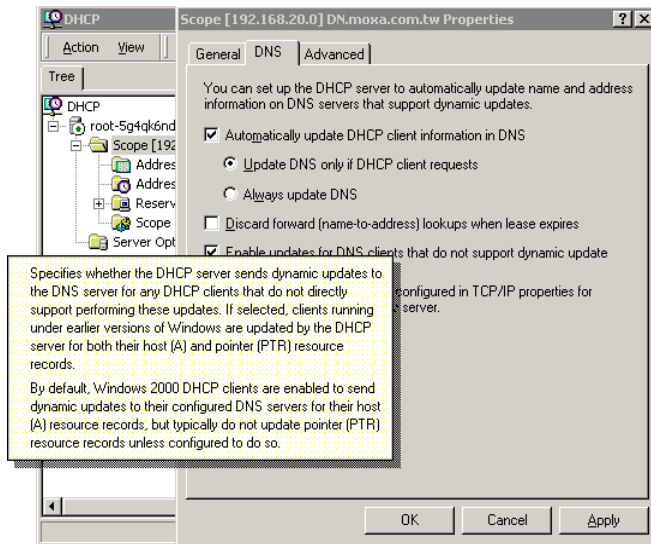 DHCP
Action View
Tree
DHCP
root-5g4qk6nd
Scope [192
Addres
Addres
Reserv
Scope
Server Opt
Scope [192.168.20.0] DN.moxa.com.tw Properties
General DNS Advanced
You can set up the DHCP server to automatically update name and address
information on DNS servers that support dynamic updates.
Automatically update DHCP client information in DNS
Update DNS only if DHCP client requests
Always update DNS
Discard forward (name-to-address) lookups when lease expires
Enable updates for DNS clients that do not support dynamic update
configured in TCP/IP properties for
server.
Specifies whether the DHCP server sends dynamic updates to
the DNS server for any DHCP clients that do not directly
support performing these updates. If selected, clients running
under earlier versions of Windows are updated by the DHCP
server for both their host (A) and pointer (PTR) resource
records.
By default, Windows 2000 DHCP clients are enabled to send
dynamic updates to their configured DNS servers for their host
(A) resource records, but typically do not update pointer (PTR)
resource records unless configured to do so.
OK Cancel Apply